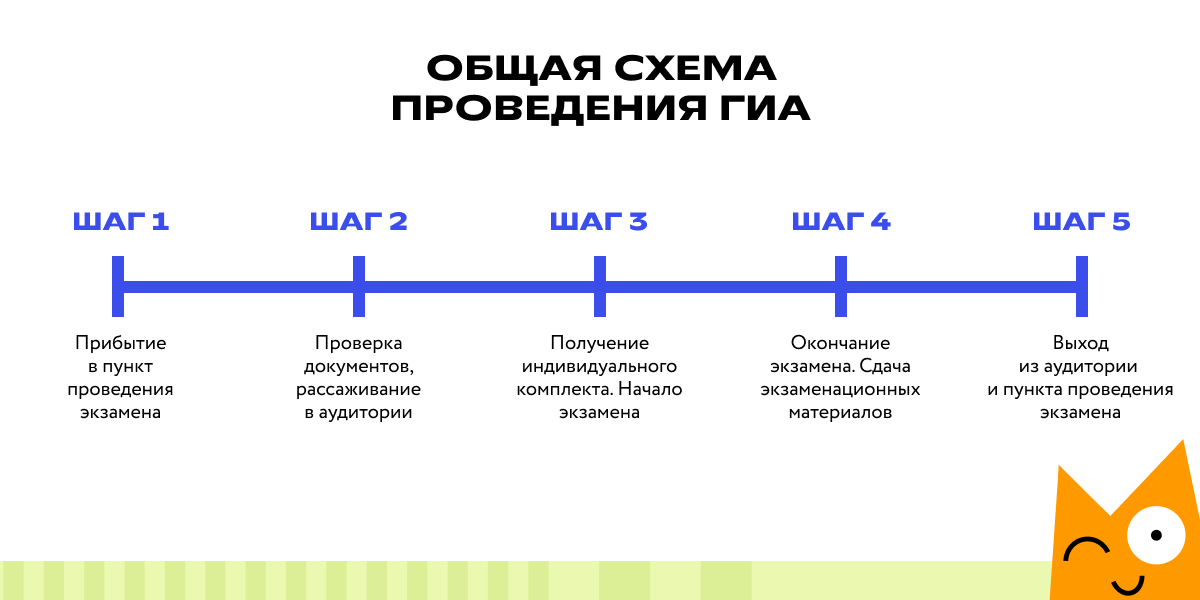 ОБЩАЯ СХЕМА
ПРОВЕДЕНИЯ ГИА
ШАГ 1
Прибытие
в пункт
проведения
экзамена
ШАГ 2
Проверка
документов,
рассаживание
в аудитории
ШАГ 3
Получение
индивидуального
комплекта. Начало
экзамена
ШАГ 4
Окончание
экзамена. Сдача
экзаменационных
материалов
ШАГ 5
Выход
из аудитории
и пункта проведения
экзамена